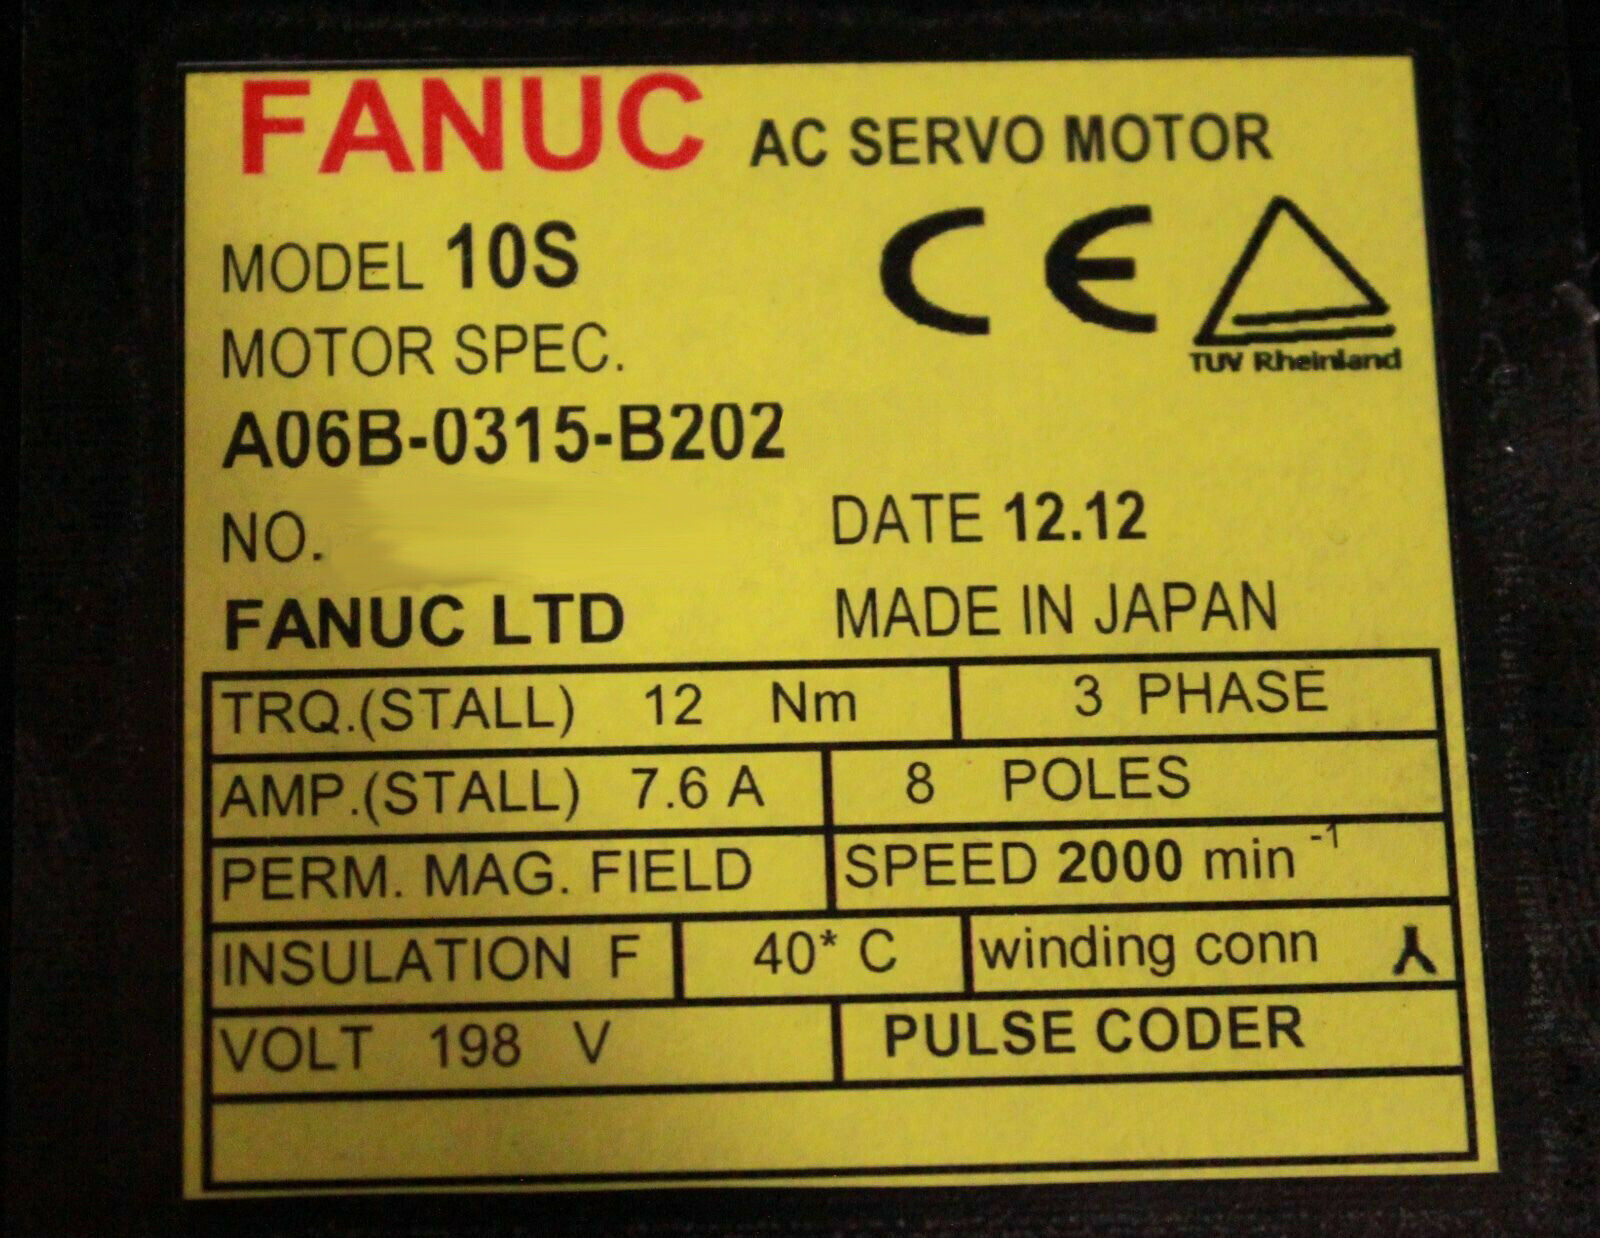 FANUC AC SERVO MOTOR
MODEL 10S
CE
MOTOR SPEC.
TUV Rheinland
A06B-0315-B202
NO. DATE 12.12
FANUC LTD MADE IN JAPAN
TRQ.(STALL) 12 Nm 3 PHASE
AMP.(STALL) 7.6 A 8 POLES
PERM. MAG. FIELD SPEED 2000 min -1
INSULATION F 40* C winding conn
VOLT 198 V PULSE CODER